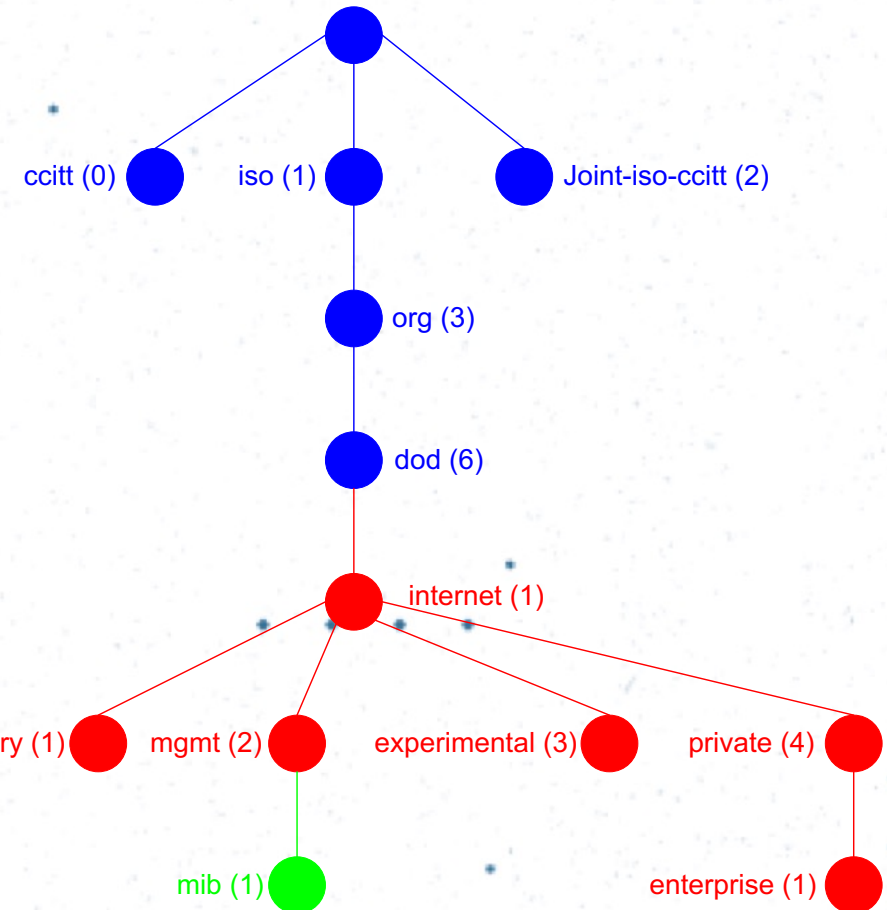 ccitt (0)
iso (1)
Joint-iso-ccitt (2)
org (3)
dod (6)
internet (1)
ry (1)
mgmt (2)
experimental (3)
private (4)
mib (1)
enterprise (1)